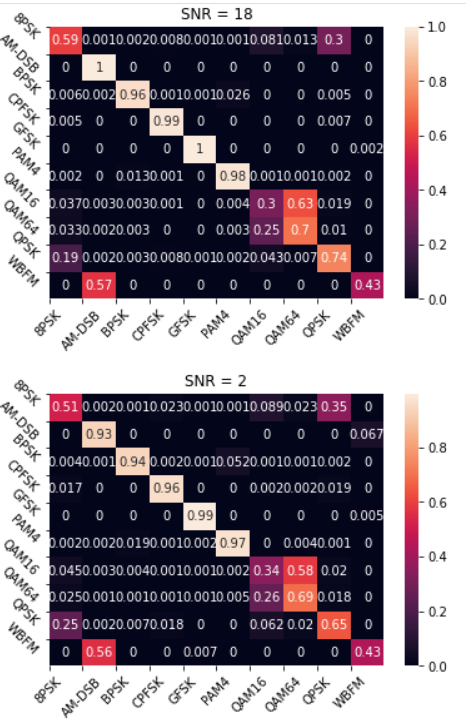 SNR = 18
8PSK 0.59 0.001 0.002 0.008 0.001 0.001 0.081 0.013 0.3 0
AM-DSB 0 1 0 0 0 0 0 0 0 0
BPSK 0.006 0.002 0.96 0.001 0.001 0.026 0 0 0.005 0
CPFSK 0.005 0 0 0.99 0 0 0 0 0.007 0
GFSK 0 0 0 0 1 0 0 0 0 0.002
PAM4 0.002 0 0.013 0.001 0 0.98 0.001 0.001 0.002 0
QAM16 0.037 0.003 0.003 0.001 0 0.004 0.3 0.63 0.019 0
QAM64 0.033 0.002 0.003 0 0 0.003 0.25 0.7 0.01 0
QPSK 0.19 0.002 0.003 0.008 0.001 0.002 0.043 0.007 0.74 0
WBFM 0 0.57 0 0 0 0 0 0 0 0.43
8PSK AM-DSB BPSK CPFSK GFSK PAM4 QAM16 QAM64 QPSK WBFM
1.0
0.8
0.6
0.4
0.2
0.0
SNR = 2
8PSK 0.51 0.002 0.001 0.023 0.001 0.001 0.089 0.023 0.35 0
AM-DSB 0 0.93 0 0 0 0 0 0 0 0.067
BPSK 0.004 0.001 0.94 0.002 0.001 0.052 0.001 0.001 0.002 0
CPFSK 0.017 0 0 0.96 0 0 0.002 0.002 0.019 0
GFSK 0 0 0 0 0.99 0 0 0 0 0.005
PAM4 0.002 0.002 0.019 0.001 0.002 0.97 0 0.004 0.001 0
QAM16 0.045 0.003 0.004 0.001 0.001 0.002 0.34 0.58 0.02 0
QAM64 0.025 0.001 0.001 0.001 0.001 0.005 0.26 0.69 0.018 0
QPSK 0.25 0.002 0.007 0.018 0 0 0.062 0.02 0.65 0
WBFM 0 0.56 0 0 0.007 0 0 0 0 0.43
8PSK AM-DSB BPSK CPFSK GFSK PAM4 QAM16 QAM64 QPSK WBFM
0.8
0.6
0.4
0.2
0.0